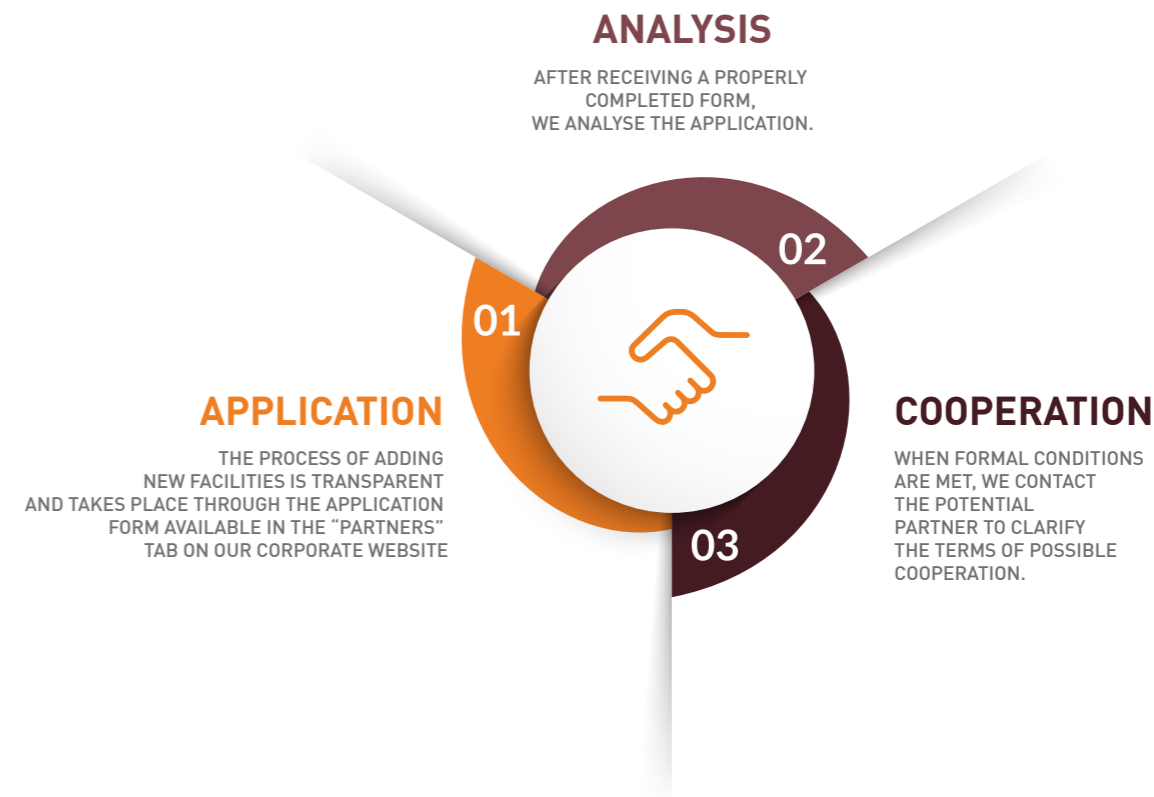 ANALYSIS
AFTER RECEIVING A PROPERLY
COMPLETED FORM,
WE ANALYSE THE APPLICATION.
02
01
APPLICATION
THE PROCESS OF ADDING
NEW FACILITIES IS TRANSPARENT
AND TAKES PLACE THROUGH THE APPLICATION
FORM AVAILABLE IN THE “PARTNERS”
TAB ON OUR CORPORATE WEBSITE
COOPERATION
WHEN FORMAL CONDITIONS
ARE MET, WE CONTACT
THE POTENTIAL
PARTNER TO CLARIFY
THE TERMS OF POSSIBLE
COOPERATION.
03